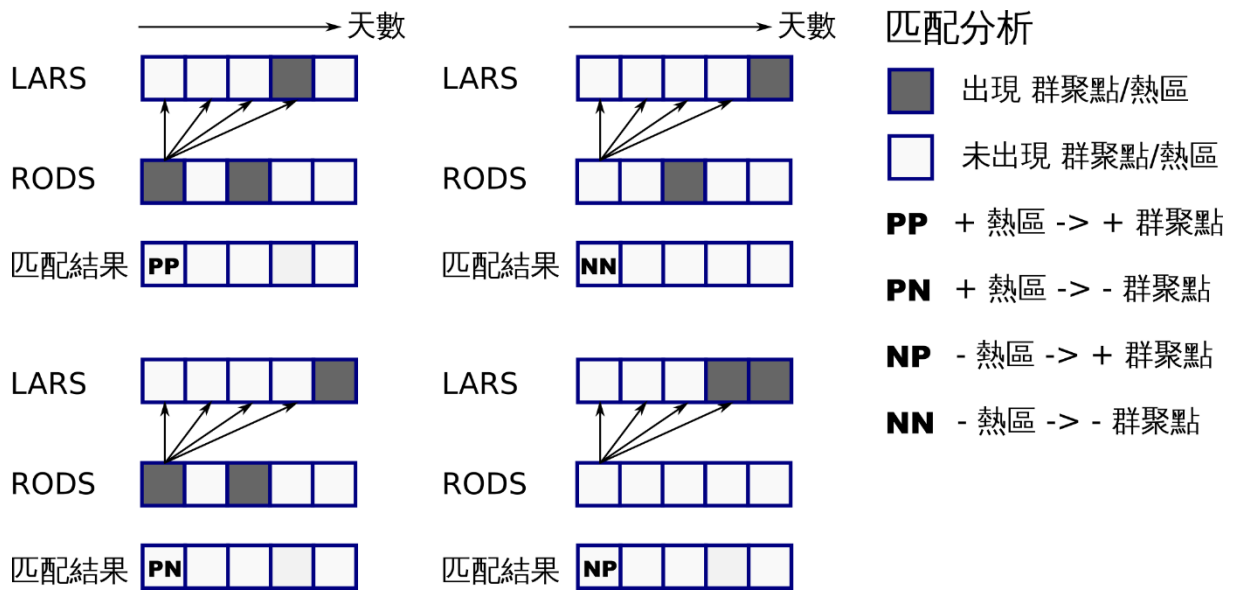 天數
LARS
RODS
匹配結果 PP
天數
LARS
RODS
匹配結果 NN
LARS
RODS
匹配結果 PN
LARS
RODS
匹配結果 NP
匹配分析
出現 群聚點/熱區
未出現 群聚點/熱區
PP + 熱區 -> + 群聚點
PN + 熱區 -> - 群聚點
NP - 熱區 -> + 群聚點
NN - 熱區 -> - 群聚點